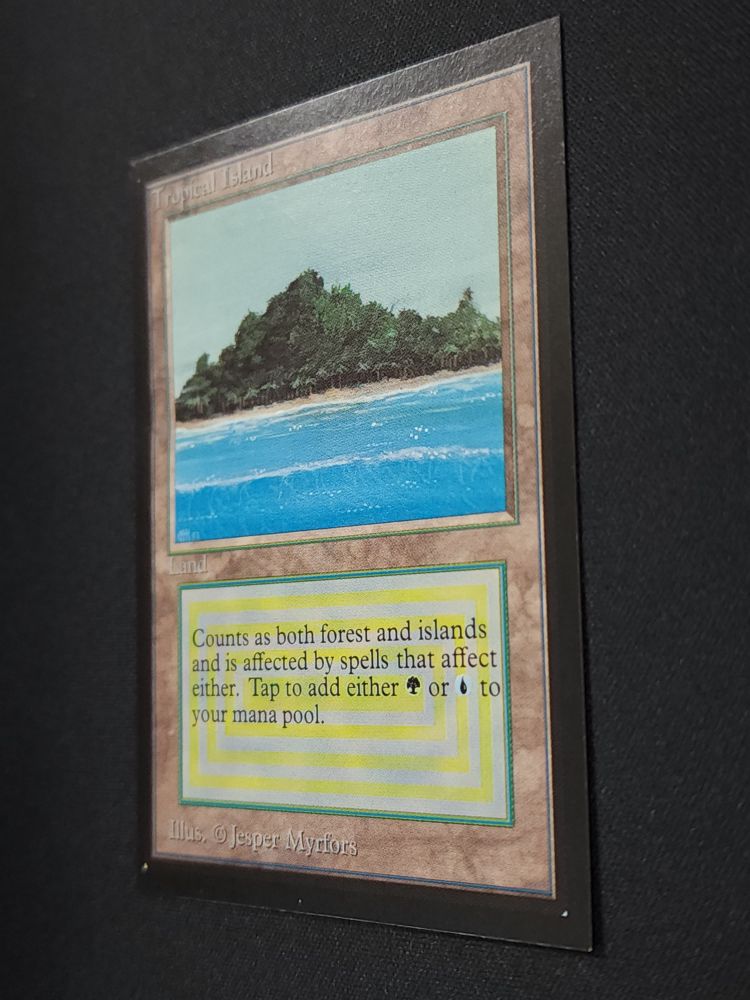 Tropical Island
Land
Counts as both forest and islands
and is affected by spells that affect
either. Tap to add either or to
your mana pool.
Illus. © Jesper Myrfors